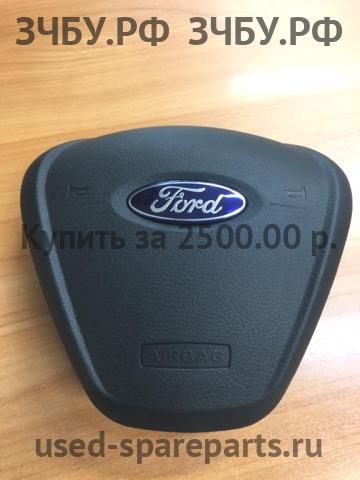 ЗЧБУ.РФ ЗЧБУ.РФ
Ford
Купить за 2500.00 р.
AIRBAG
used-spareparts.ru